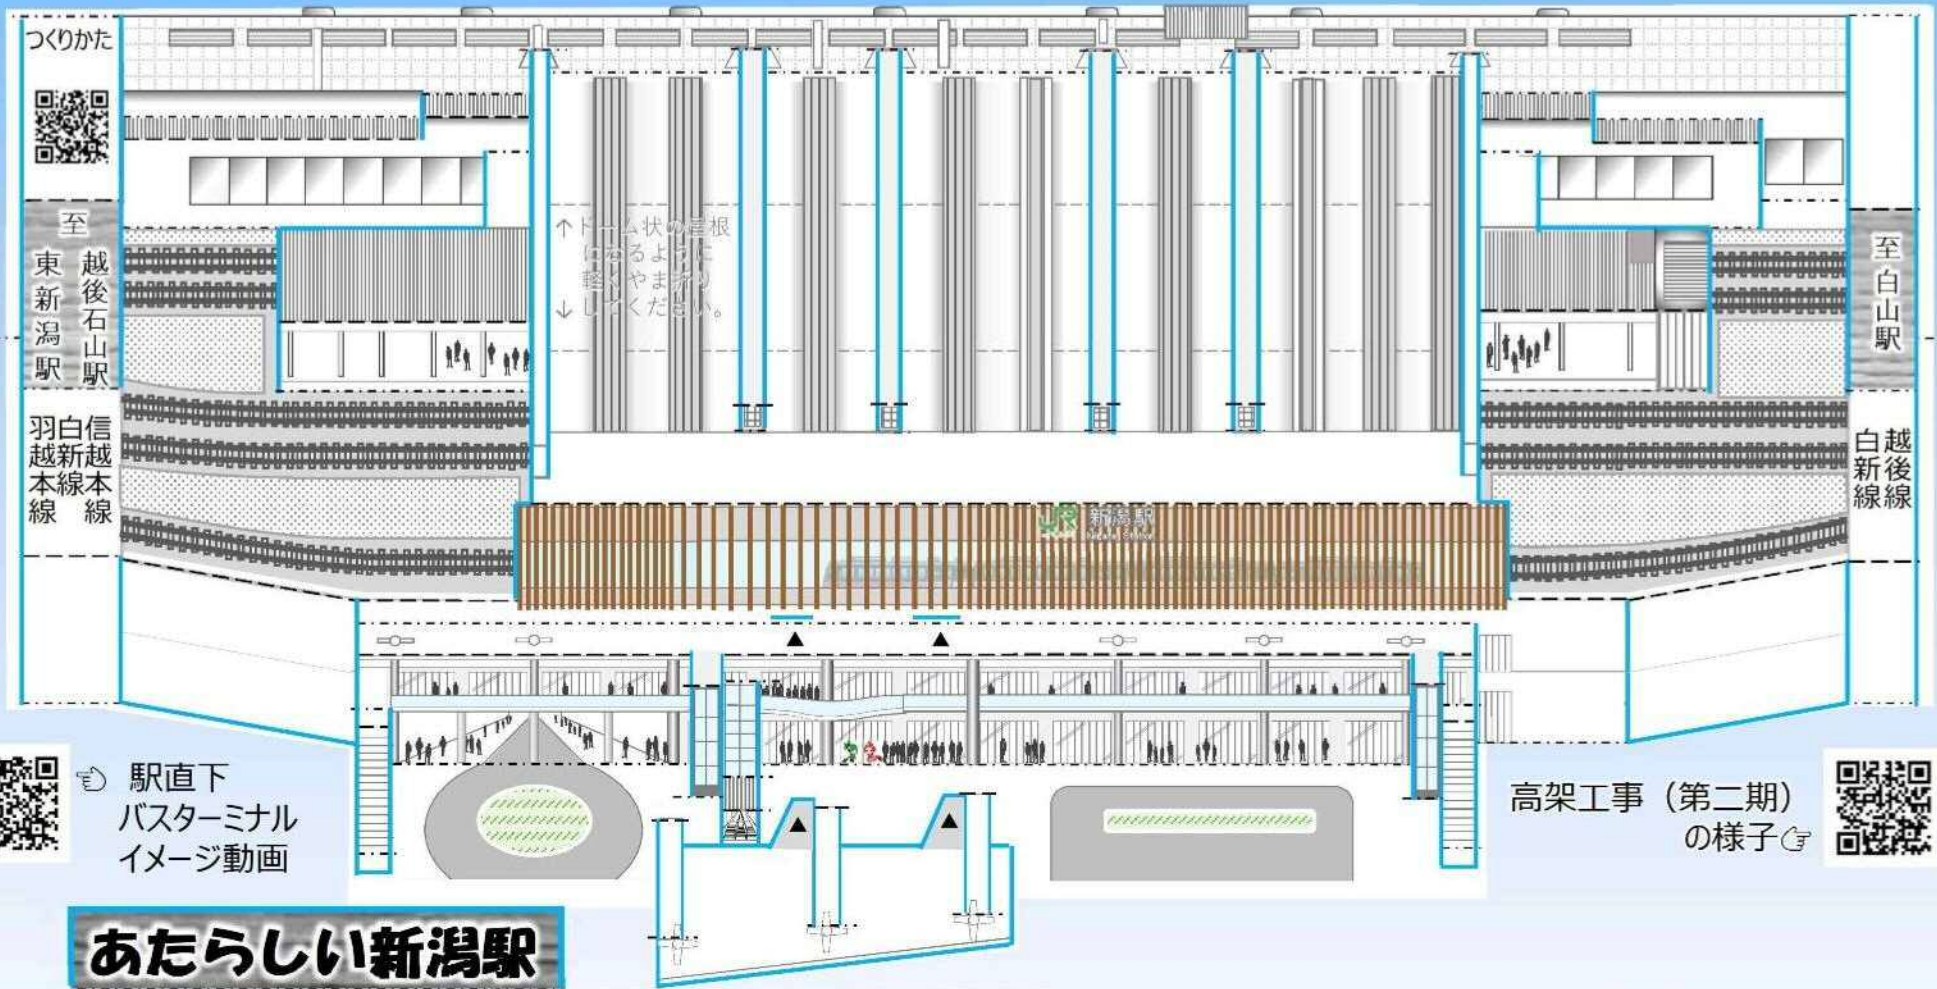 つくりかた
至
越後石山駅
東新潟駅
信越本線
白新線
羽越本線
↑ドーム状の屋根
になるように
軽くやま折り
↓してください。
至白山駅
越後線
白新線
JR 新潟駅
Niigata Station
駅直下
バスターミナル
イメージ動画
高架工事（第二期）
の様子
あたらしい新潟駅